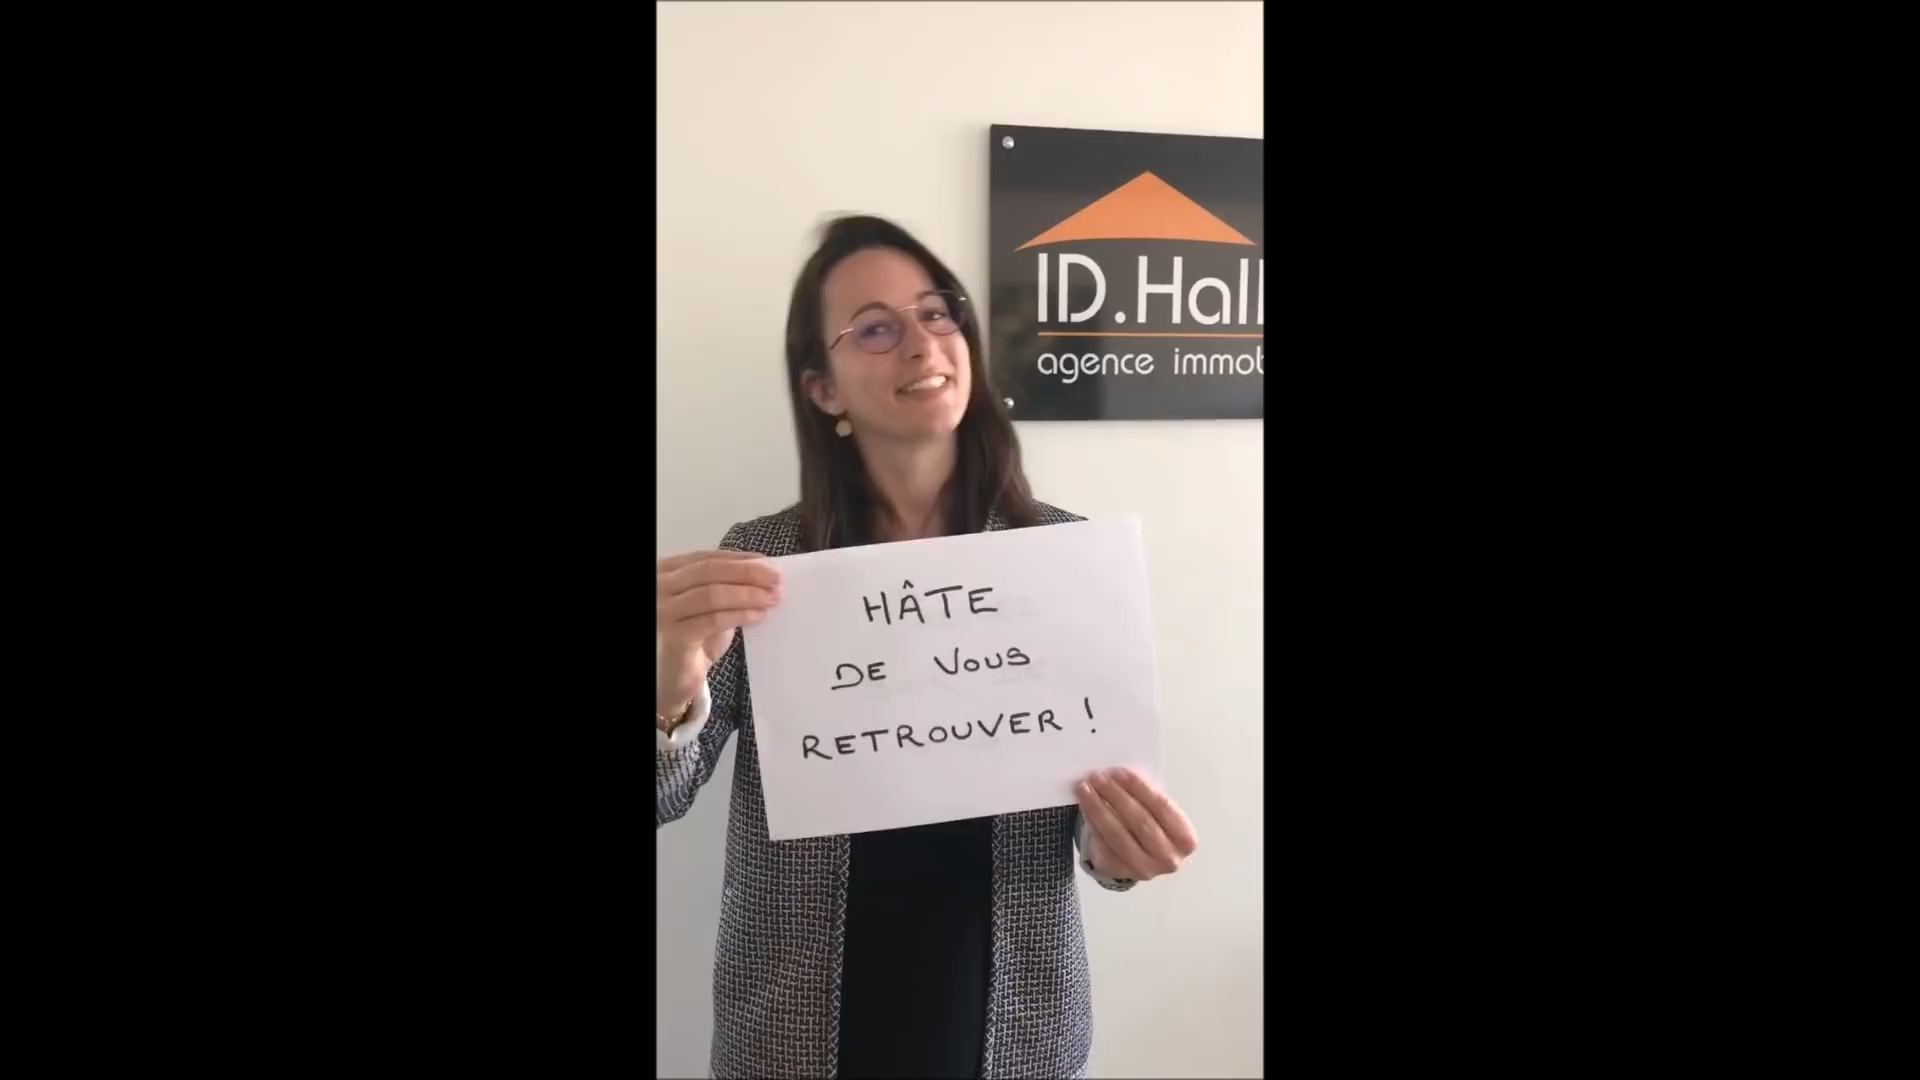 ID.Hall
agence immob
HÂTE
DE VOUS
RETROUVER !